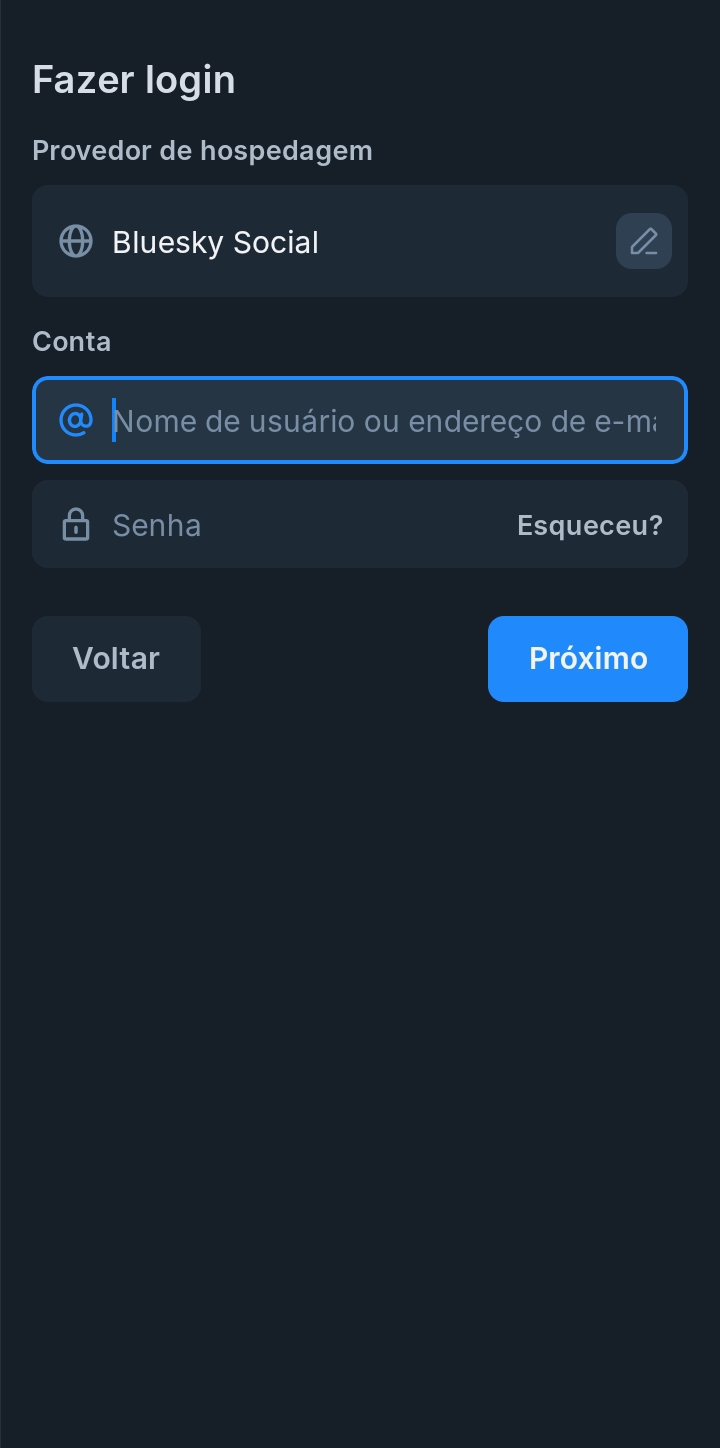 Fazer login
Provedor de hospedagem
Bluesky Social
Conta
Nome de usuário ou endereço de e-ma
Senha Esqueceu?
Voltar Próximo